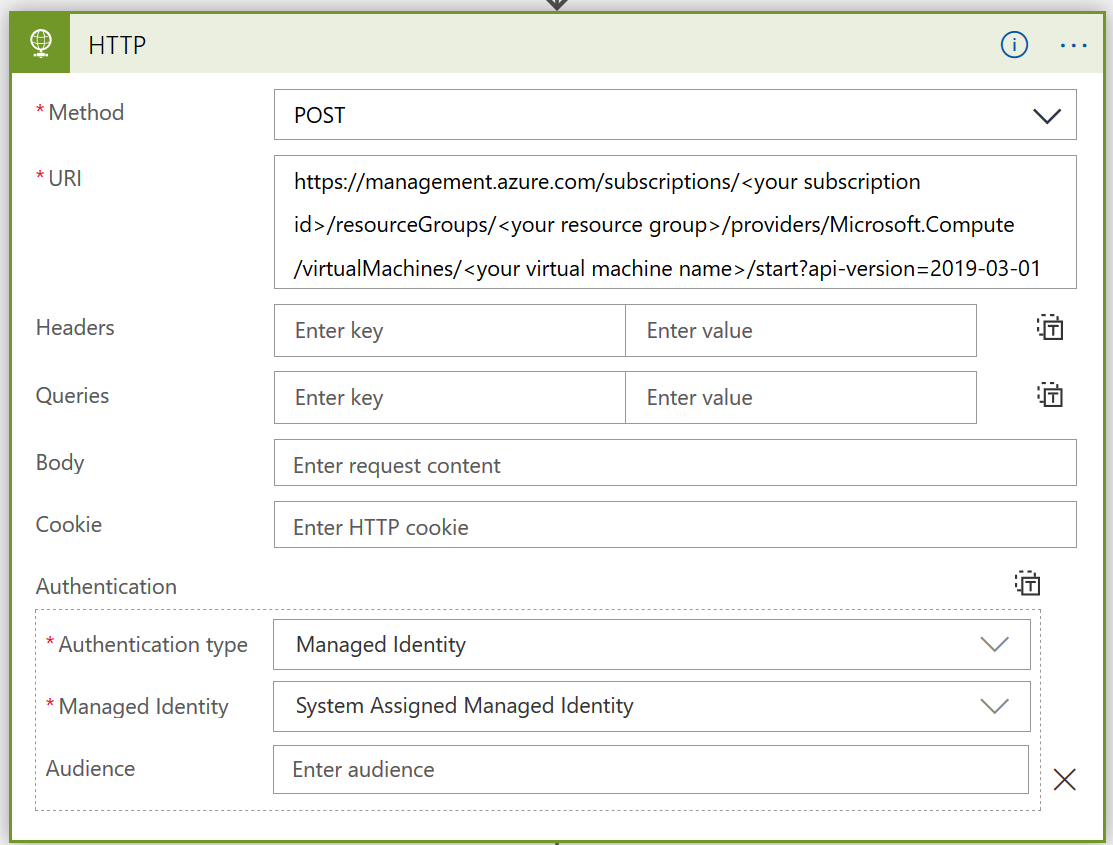 HTTP
* Method
POST
* URI
https://management.azure.com/subscriptions/<your subscription
id>/resourceGroups/<your resource group>/providers/Microsoft.Compute
/virtualMachines/<your virtual machine name>/start?api-version=2019-03-01
Headers
Enter key
Enter value
Queries
Enter key
Enter value
Body
Enter request content
Cookie
Enter HTTP cookie
Authentication
* Authentication type
Managed Identity
* Managed Identity
System Assigned Managed Identity
Audience
Enter audience